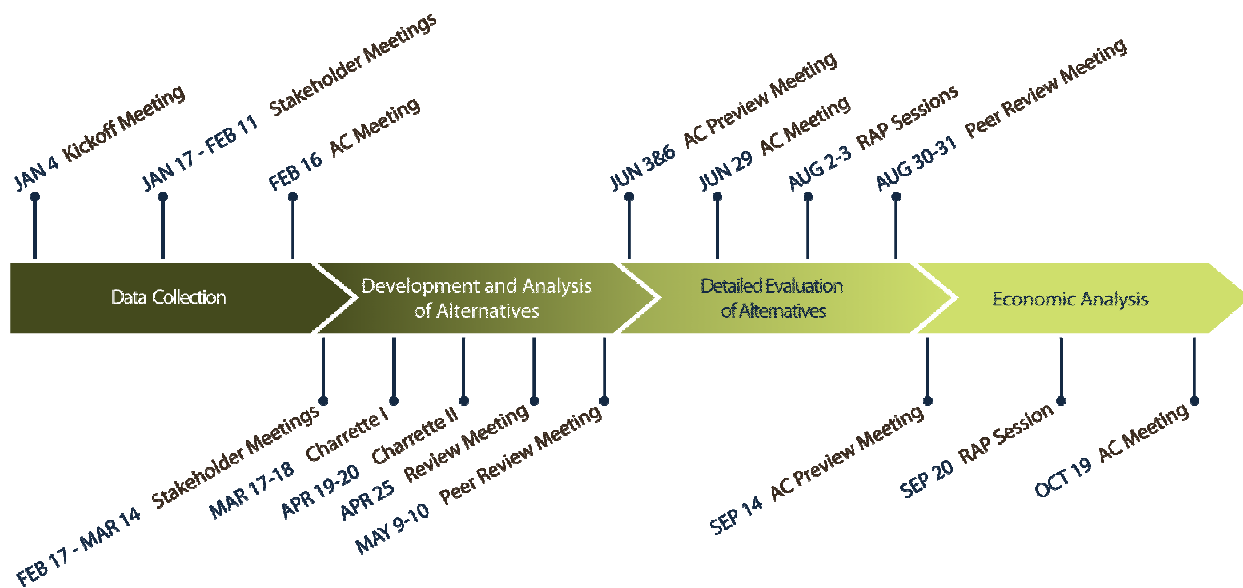 JAN 4 Kickoff Meeting
JAN 17 - FEB 11 Stakeholder Meetings
FEB 16 AC Meeting
JUN 3&6 AC Preview Meeting
JUN 29 AC Meeting
AUG 2-3 RAP Sessions
AUG 30-31 Peer Review Meeting
Data Collection
Development and Analysis
of Alternatives
Detailed Evaluation
of Alternatives
Economic Analysis
FEB 17 - MAR 14 Stakeholder Meetings
MAR 17-18 Charrette I
APR 19-20 Charrette II
APR 25 Review Meeting
MAY 9-10 Peer Review Meeting
SEP 14 AC Preview Meeting
SEP 20 RAP Session
OCT 19 AC Meeting